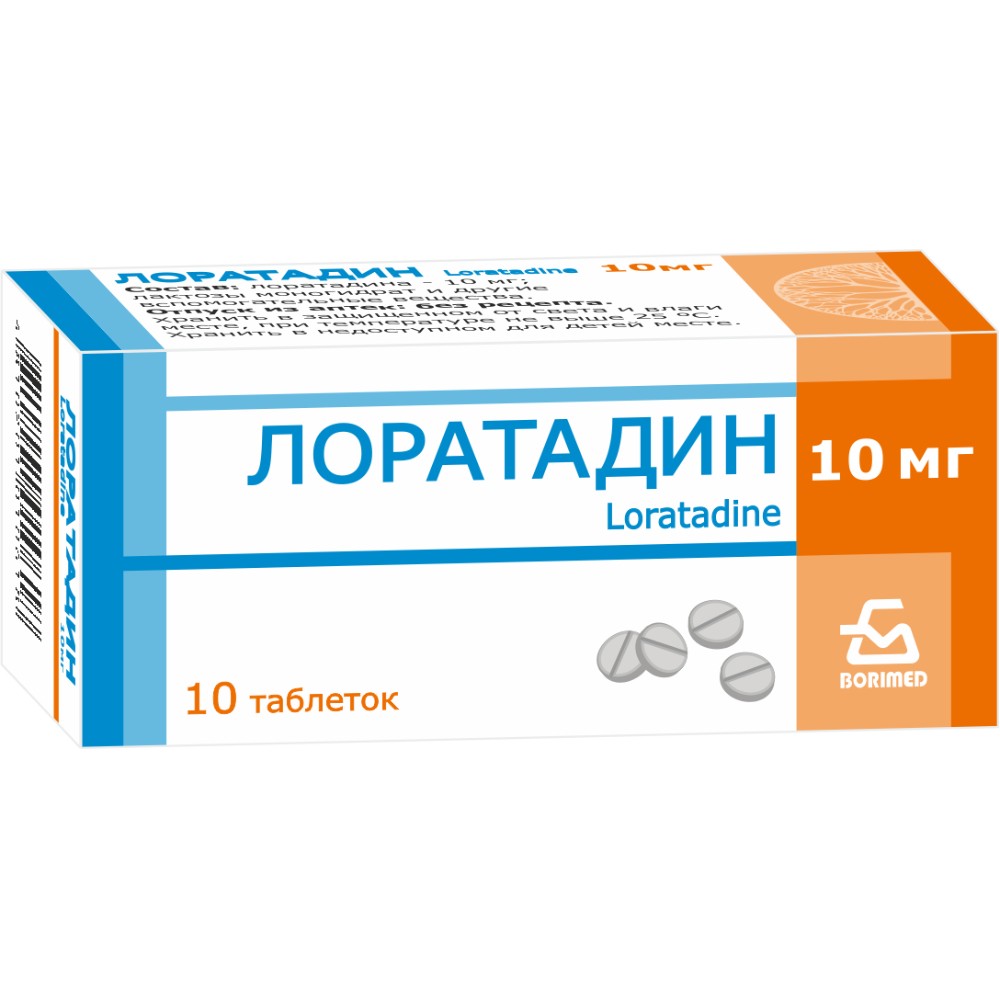 ЛОРАТАДИН Loratadine 10мг
Состав: лоратадина - 10 мг;
лактозы моногидрат и другие
вспомогательные вещества.
Отпуск из аптек: без рецепта.
Хранить в защищенном от света и влаги
месте, при температуре не выше 25 °C.
Хранить в недоступном для детей месте.
ЛОРАТАДИН
Loratadine
10 мг
10 таблеток
BORIMED
ЛОРАТАДИН
Loratadine
10мг